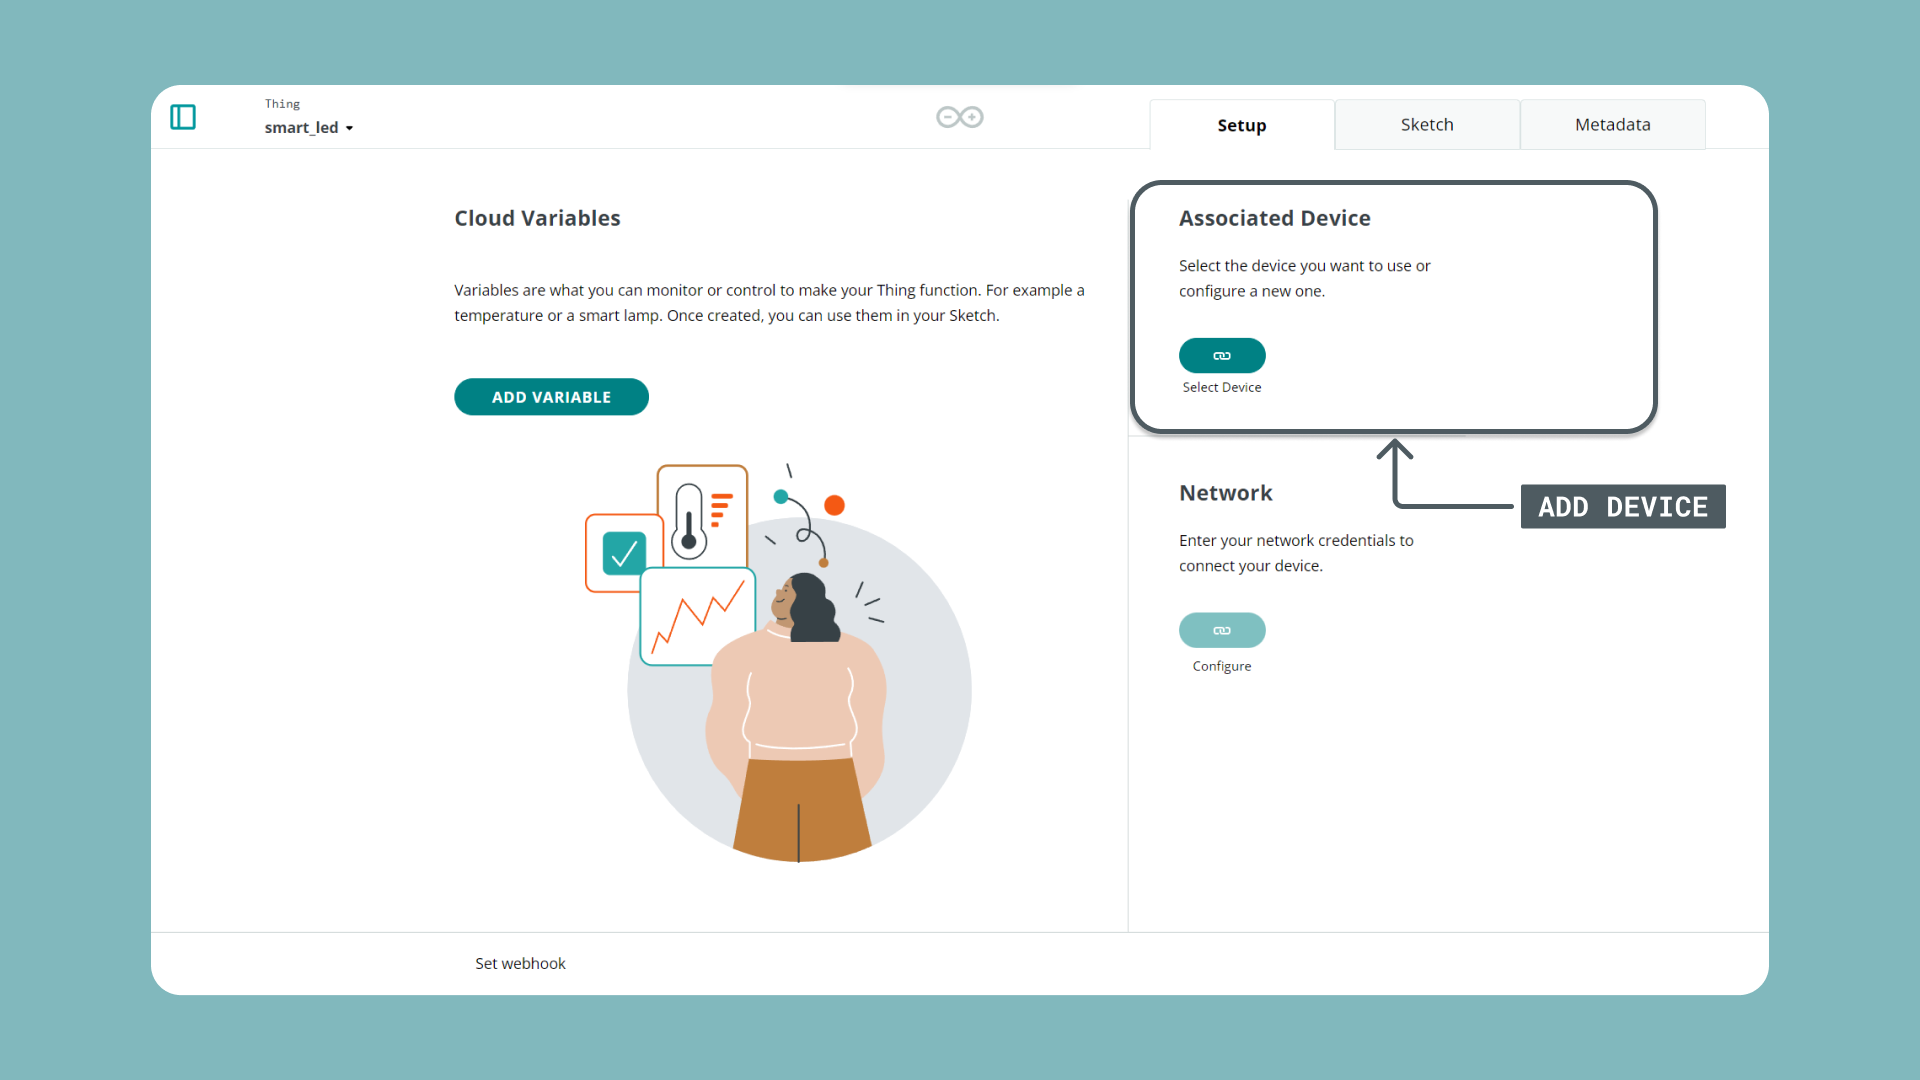 Thing
smart_led
Setup
Sketch
Metadata
Cloud Variables
Variables are what you can monitor or control to make your Thing function. For example a
temperature or a smart lamp. Once created, you can use them in your Sketch.
ADD VARIABLE
Associated Device
Select the device you want to use or
configure a new one.
Select Device
ADD DEVICE
Network
Enter your network credentials to
connect your device.
Configure
Set webhook